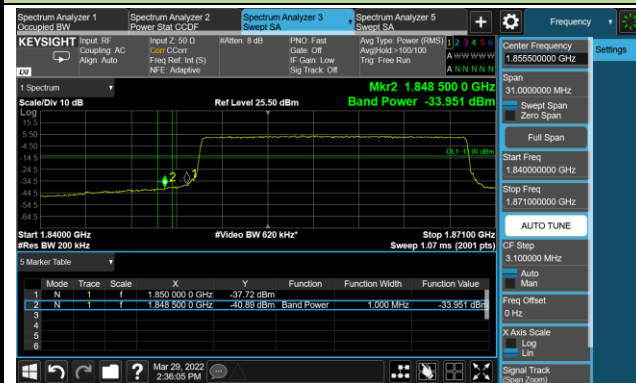 Spectrum Analyzer 1
Occupied BW
Spectrum Analyzer 2
Power Stat CCDF
Spectrum Analyzer 3
Swept SA
Spectrum Analyzer 5
Swept SA
Frequency
KEYSIGHT
Input: RF
Coupling: AC
Align: Auto
Input Z: 50 Ω
Corr CCorr
Freq Ref: Int (S)
NFE: Adaptive
#Atten: 8 dB
PNO: Fast
Gate: Off
IF Gain: Low
Sig Track: Off
Avg Type: Power (RMS)
Avg|Hold:>100/100
Trig: Free Run
1 2 3 4 5 6
A W W W W W
A N N N N N
LXI
1 Spectrum
Scale/Div 10 dB
Ref Level 25.50 dBm
Mkr2 1.848 500 0 GHz
Band Power -33.951 dBm
Log
15.5
5.50
-4.50
-14.5
-24.5
-34.5
-44.5
-54.5
-64.5
2
1
Start 1.84000 GHz
#Res BW 200 kHz
#Video BW 620 kHz*
Stop 1.87100 GHz
Sweep 1.07 ms (2001 pts)
5 Marker Table
Mode Trace Scale X Y Function Function Width Function Value
1 N 1 f 1.850 000 0 GHz -37.72 dBm
2 N 1 f 1.848 500 0 GHz -40.89 dBm Band Power 1.000 MHz -33.951 dBm
3
4
5
6
Mar 29, 2022
2:36:05 PM
Center Frequency
1.855500000 GHz
Settings
Span
31.0000000 MHz
Swept Span
Zero Span
Full Span
Start Freq
1.840000000 GHz
Stop Freq
1.871000000 GHz
AUTO TUNE
CF Step
3.100000 MHz
Auto
Man
Freq Offset
0 Hz
X Axis Scale
Log
Lin
Signal Track
(Span Zoom)